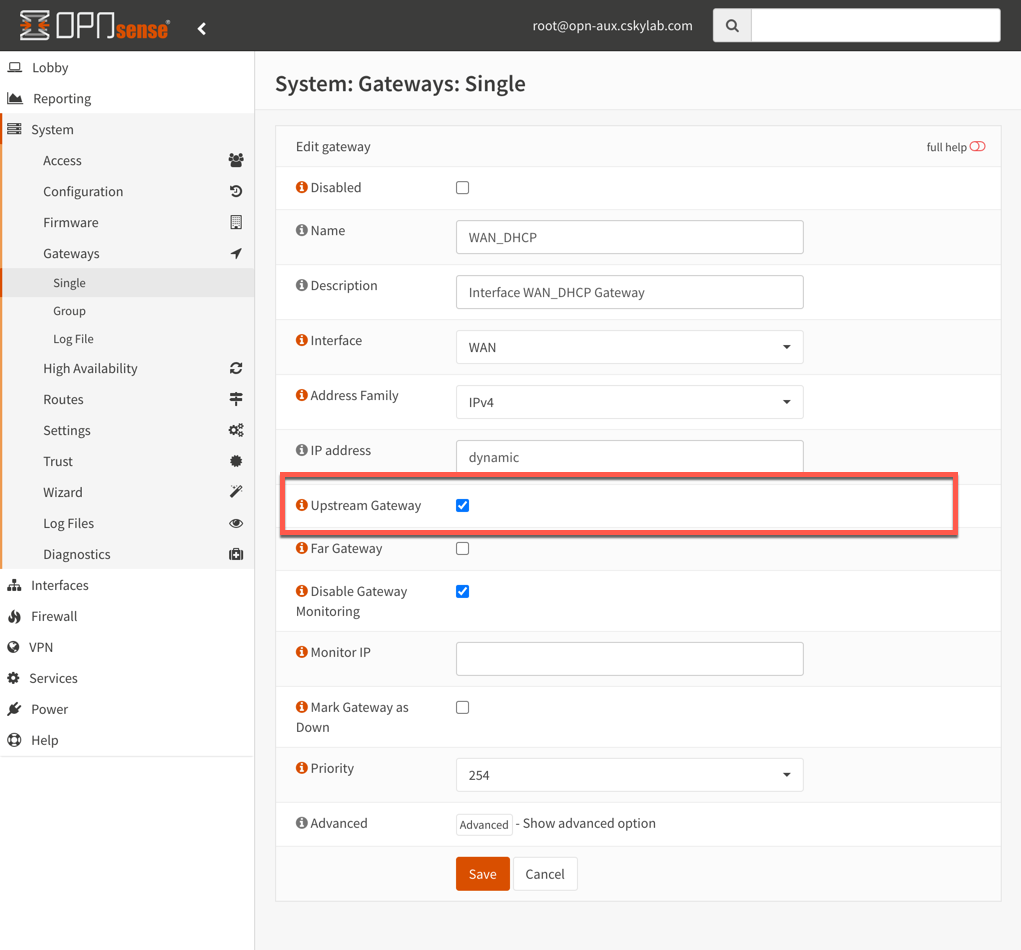 OPNsense
root@opn-aux.cskylab.com
Lobby
Reporting
System
Access
Configuration
Firmware
Gateways
Single
Group
Log File
High Availability
Routes
Settings
Trust
Wizard
Log Files
Diagnostics
Interfaces
Firewall
VPN
Services
Power
Help
System: Gateways: Single
Edit gateway
full help
Disabled
Name
WAN_DHCP
Description
Interface WAN_DHCP Gateway
Interface
WAN
Address Family
IPv4
IP address
dynamic
Upstream Gateway
Far Gateway
Disable Gateway
Monitoring
Monitor IP
Mark Gateway as
Down
Priority
254
Advanced
Advanced - Show advanced option
Save
Cancel